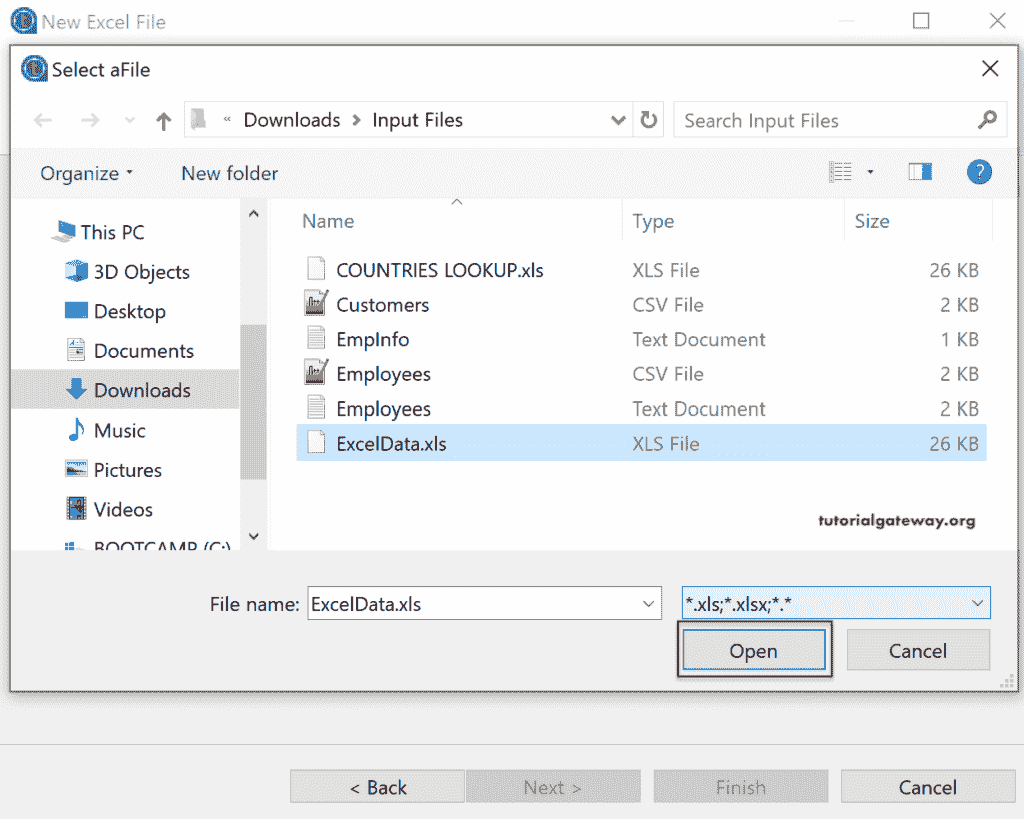 New Excel File
Select aFile
« Downloads > Input Files
Search Input Files
Organize
New folder
?
Name Type Size
This PC
3D Objects
Desktop
Documents
Downloads
Music
Pictures
Videos
BOOTCAMP (C:)
COUNTRIES LOOKUP.xls XLS File 26 KB
Customers CSV File 2 KB
EmpInfo Text Document 1 KB
Employees CSV File 2 KB
Employees Text Document 2 KB
ExcelData.xls XLS File 26 KB
tutorialgateway.org
File name: ExcelData.xls *.xls;*.xlsx;*.*
Open Cancel
< Back Next > Finish Cancel